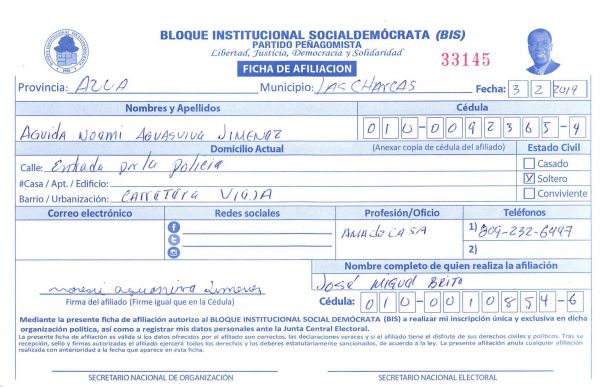 BLOQUE INSTITUCIONAL SOCIALDEMÓCRATA (BIS)
PARTIDO PEÑAGOMISTA
Libertad, Justicia, Democracia y Solidaridad
33145
FICHA DE AFILIACION
Provincia: AZUA Municipio: LAS CHARCAS Fecha: 3 2 2019
Nombres y Apellidos Cédula
AGUIDA NOEMI AGUASVIVA JIMENEZ 010-0092365-4
Domicilio Actual (Anexar copia de cédula del afiliado) Estado Civil
Calle: Entrada por la policia Casado
#Casa / Apt. / Edificio: X Soltero
Barrio / Urbanización: CARRETERA VIEJA Conviviente
Correo electrónico Redes sociales Profesión/Oficio Teléfonos
AMA DE CASA 1) 809-232-6447
2)
Nombre completo de quien realiza la afiliación
aguasviva Jimenez JOSE MIGUEL BRITO
Firma del afiliado (Firme igual que en la Cédula) Cédula: 010-0010854-6
Mediante la presente ficha de afiliación autorizo al BLOQUE INSTITUCIONAL SOCIAL DEMÓCRATA (BIS) a realizar mi inscripción única y exclusiva en dicha
organización política, así como a registrar mis datos personales ante la Junta Central Electoral.
La presente ficha de afiliación es válida si los datos ofrecidos por el afiliado son correctos, las declaraciones veraces y si el afiliado tiene el disfrute de sus derechos civiles y políticos. Tras su
recepción, sello y firmas autorizadas el afiliado ejercerá todos los derechos y los deberes estatutariamente sancionados, de acuerdo a la ley. La presente afiliación anula cualquier afiliación
realizada con anterioridad a la fecha que aparece en esta ficha.
SECRETARIO NACIONAL DE ORGANIZACIÓN SECRETARIO NACIONAL ELECTORAL